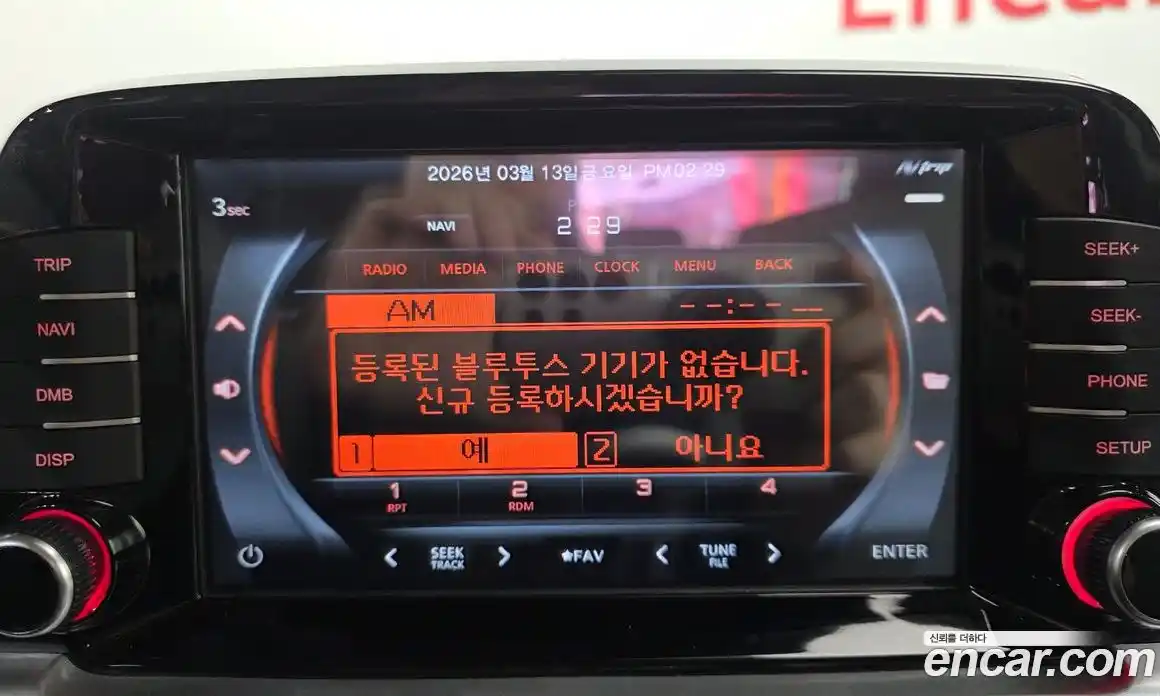 Encar
2026년 03월 13일금요일 PM02:29
AVtrip
3sec
NAVI
2 29
TRIP
NAVI
DMB
DISP
SEEK+
SEEK-
PHONE
SETUP
RADIO MEDIA PHONE CLOCK MENU BACK
AM --:-- __
등록된 블루투스 기기가 없습니다.
신규 등록하시겠습니까?
1 예 2 아니요
1 2 3 4
RPT RDM
SEEK TRACK
★FAV
TUNE FILE
ENTER
신뢰를 더하다
encar.com